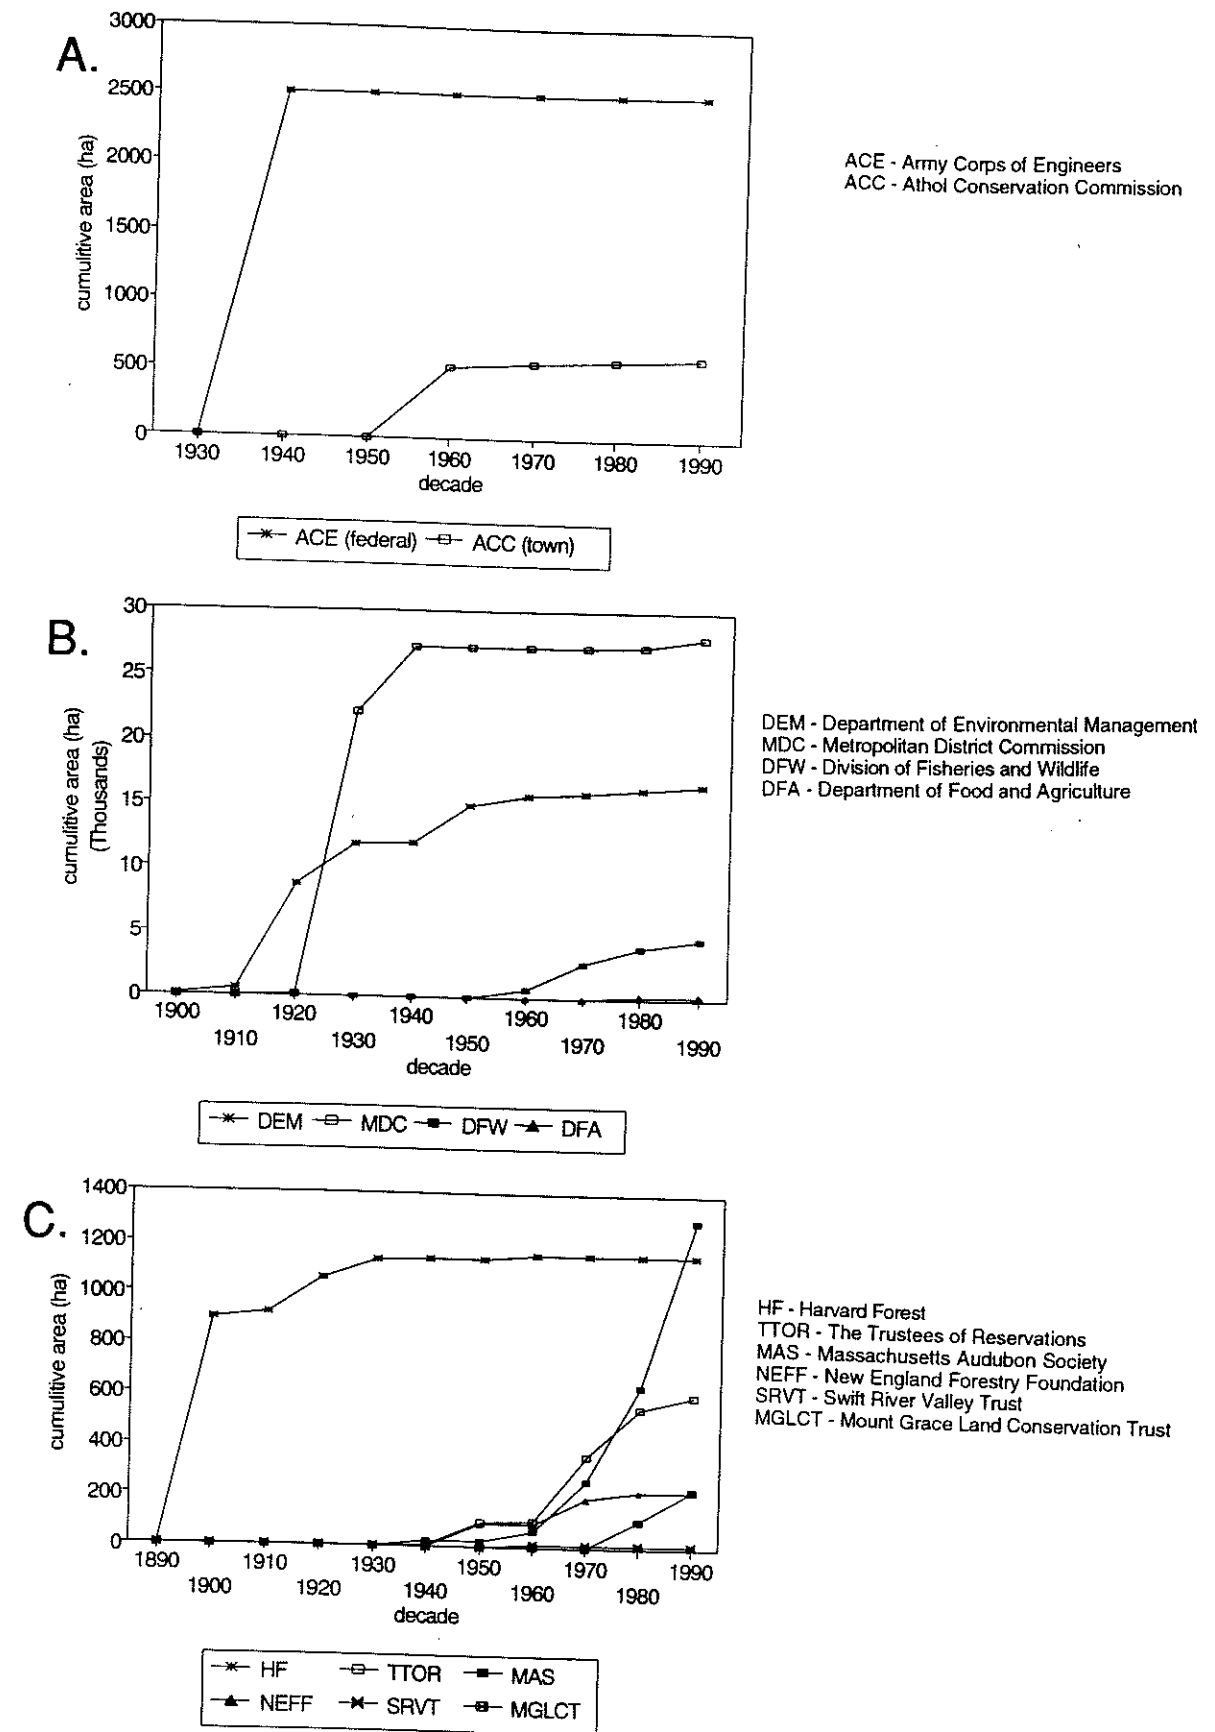 A.
cumulitive area (ha)
3000
2500
2000
1500
1000
500
0
1930 1940 1950 1960 1970 1980 1990
decade
ACE (federal) ACC (town)
ACE - Army Corps of Engineers
ACC - Athol Conservation Commission
B.
cumulitive area (ha)
(Thousands)
30
25
20
15
10
5
0
1900 1920 1940 1960 1980
1910 1930 1950 1970 1990
decade
DEM MDC DFW DFA
DEM - Department of Environmental Management
MDC - Metropolitan District Commission
DFW - Division of Fisheries and Wildlife
DFA - Department of Food and Agriculture
C.
cumulitive area (ha)
1400
1200
1000
800
600
400
200
0
1890 1910 1930 1950 1970 1990
1900 1920 1940 1960 1980
decade
HF TTOR MAS
NEFF SRVT MGLCT
HF - Harvard Forest
TTOR - The Trustees of Reservations
MAS - Massachusetts Audubon Society
NEFF - New England Forestry Foundation
SRVT - Swift River Valley Trust
MGLCT - Mount Grace Land Conservation Trust